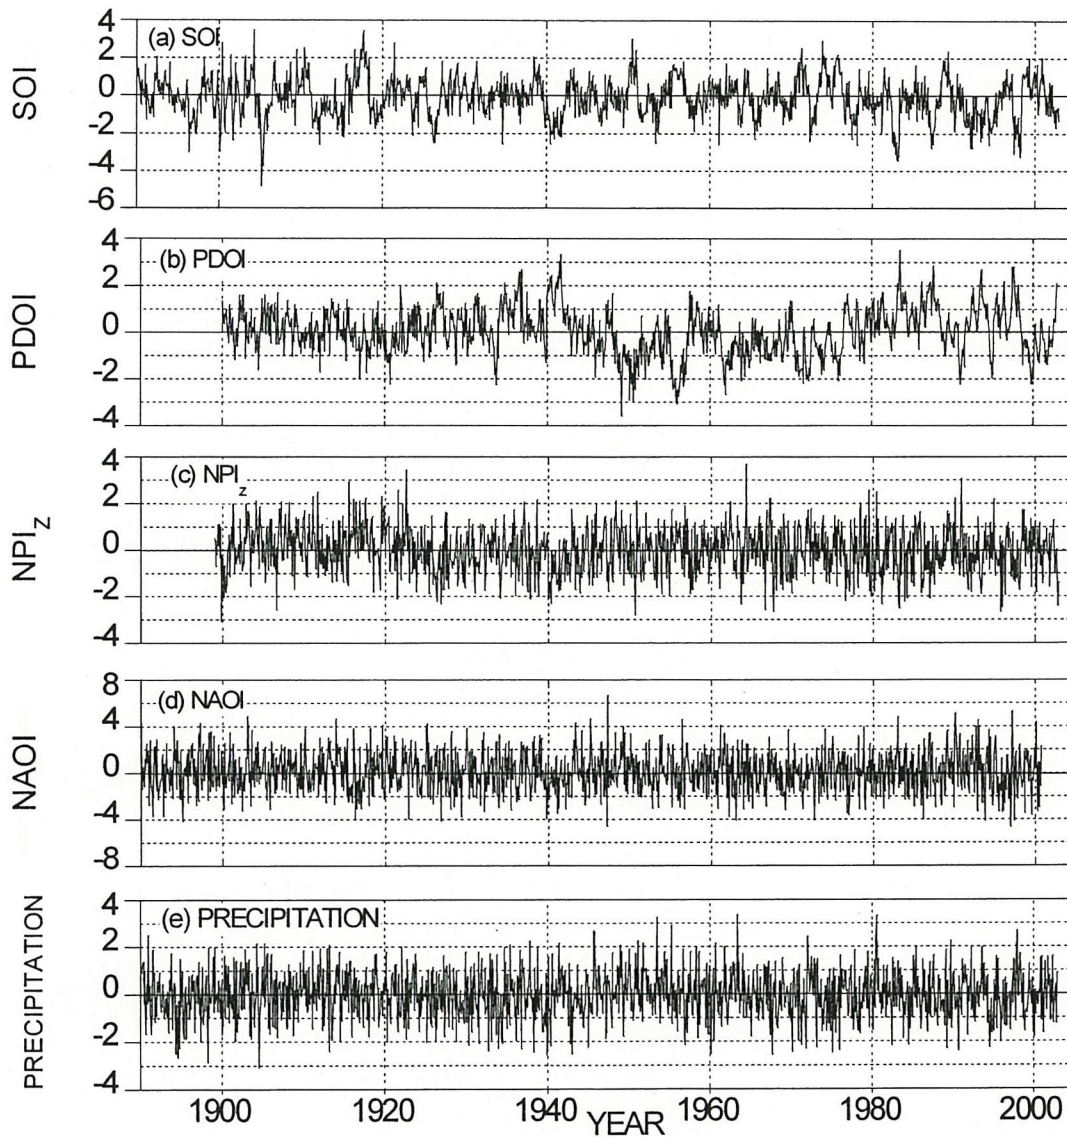 SOI
4
2
0
-2
-4
-6
(a) SOI
PDOI
4
2
0
-2
-4
(b) PDOI
NPIz
4
2
0
-2
-4
(c) NPIz
NAOI
8
4
0
-4
-8
(d) NAOI
PRECIPITATION
4
2
0
-2
-4
(e) PRECIPITATION
1900 1920 1940 1960 1980 2000
YEAR